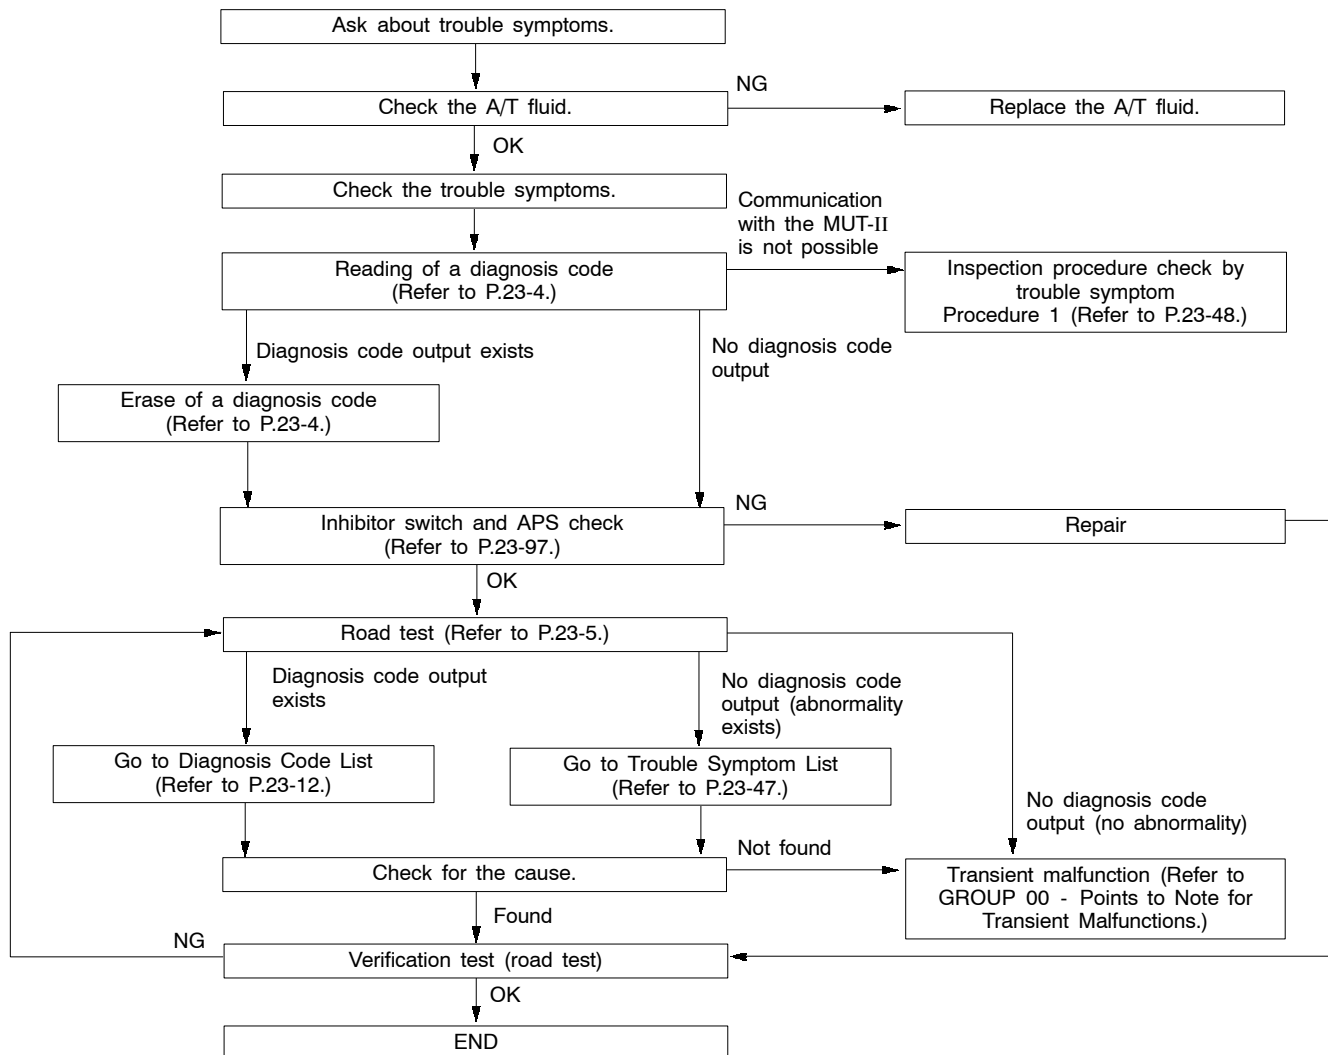 Ask about trouble symptoms.
NG
Check the A/T fluid.
Replace the A/T fluid.
OK
Check the trouble symptoms.
Communication
with the MUT-II
is not possible
Reading of a diagnosis code
(Refer to P.23-4.)
Inspection procedure check by
trouble symptom
Procedure 1 (Refer to P.23-48.)
Diagnosis code output exists
No diagnosis code
output
Erase of a diagnosis code
(Refer to P.23-4.)
NG
Inhibitor switch and APS check
(Refer to P.23-97.)
Repair
OK
Road test (Refer to P.23-5.)
Diagnosis code output
exists
No diagnosis code
output (abnormality
exists)
Go to Diagnosis Code List
(Refer to P.23-12.)
Go to Trouble Symptom List
(Refer to P.23-47.)
No diagnosis code
output (no abnormality)
Not found
Check for the cause.
Transient malfunction (Refer to
GROUP 00 - Points to Note for
Transient Malfunctions.)
Found
NG
Verification test (road test)
OK
END